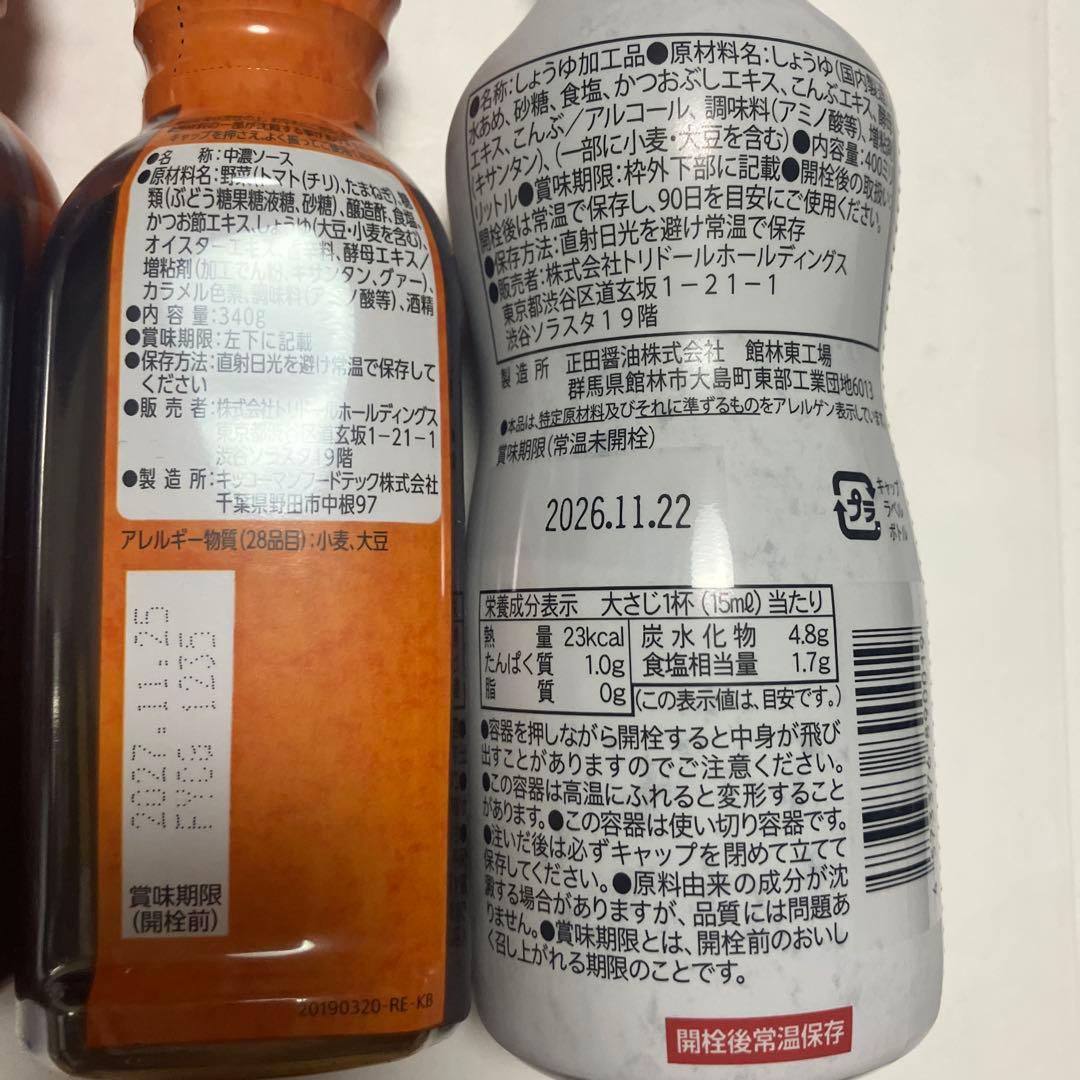 キャップを押さえ、よく振ってご使
●名 称:中濃ソース
●原材料名:野菜(トマト(チリ)、たまねぎ)、糖
類(ぶどう糖果糖液糖、砂糖)、醸造酢、食塩、
かつお節エキス、しょうゆ(大豆・小麦を含む)、
オイスターエキス、香辛料、酵母エキス/
増粘剤(加工でん粉、キサンタン、グァー)、
カラメル色素、調味料(アミノ酸等)、酒精
●内 容 量:340g
●賞味期限:左下に記載
●保存方法:直射日光を避け常温で保存して
ください
●販 売 者:株式会社トリドールホールディングス
東京都渋谷区道玄坂1-21-1
渋谷ソラスタ19階
●製 造 所:キッコーマンフードテック株式会社
千葉県野田市中根97
アレルギー物質(28品目):小麦、大豆
2027.11.25
賞味期限
(開栓前)
20190320-RE-KB
●名称:しょうゆ加工品●原材料名:しょうゆ(国内製造)、
水あめ、砂糖、食塩、かつおぶしエキス、こんぶエキス、酵母
エキス、こんぶ/アルコール、調味料(アミノ酸等)、増粘剤
(キサンタン)、(一部に小麦・大豆を含む)●内容量:400ミリ
リットル●賞味期限:枠外下部に記載●開栓後の取扱い:
開栓後は常温で保存し、90日を目安にご使用ください。
●保存方法:直射日光を避け常温で保存
●販売者:株式会社トリドールホールディングス
東京都渋谷区道玄坂1-21-1
渋谷ソラスタ19階
製造所 正田醤油株式会社 館林東工場
群馬県館林市大島町東部工業団地6013
●本品は、特定原材料及びそれに準ずるものをアレルゲン表示しています
賞味期限(常温未開栓)
2026.11.22
プラ
キャップ
ラベル
ボトル
栄養成分表示 大さじ1杯(15mℓ)当たり
熱 量 23kcal 炭水化物 4.8g
たんぱく質 1.0g 食塩相当量 1.7g
脂 質 0g (この表示値は、目安です。)
●容器を押しながら開栓すると中身が飛び
出すことがありますのでご注意ください。
●この容器は高温にふれると変形すること
があります。●この容器は使い切り容器です。
●注いだ後は必ずキャップを閉めて立てて
保存してください。●原料由来の成分が沈
澱する場合がありますが、品質には問題あ
りません。●賞味期限とは、開栓前のおいし
く召し上がれる期限のことです。
開栓後常温保存